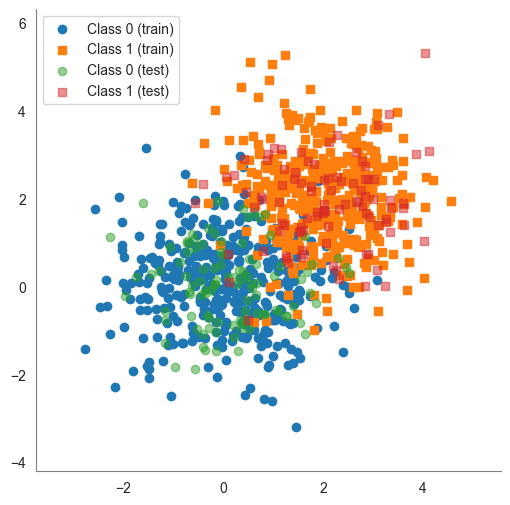 6
Class 0 (train)
Class 1 (train)
Class 0 (test)
Class 1 (test)
4
2
0
−2
−4
−2 0 2 4